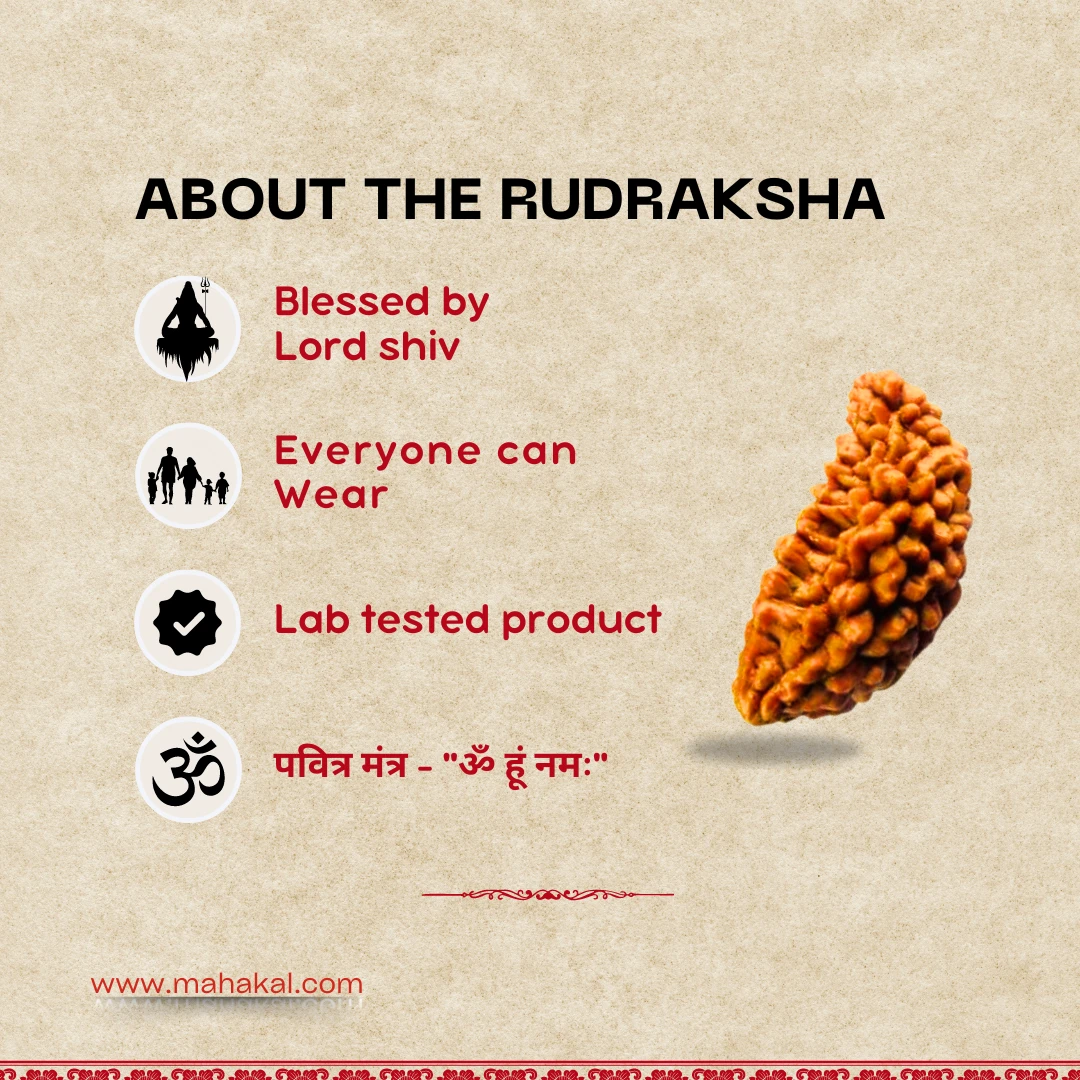 ABOUT THE RUDRAKSHA
Blessed by
Lord shiv
Everyone can
Wear
Lab tested product
पवित्र मंत्र - "ॐ हूं नमः"
www.mahakal.com